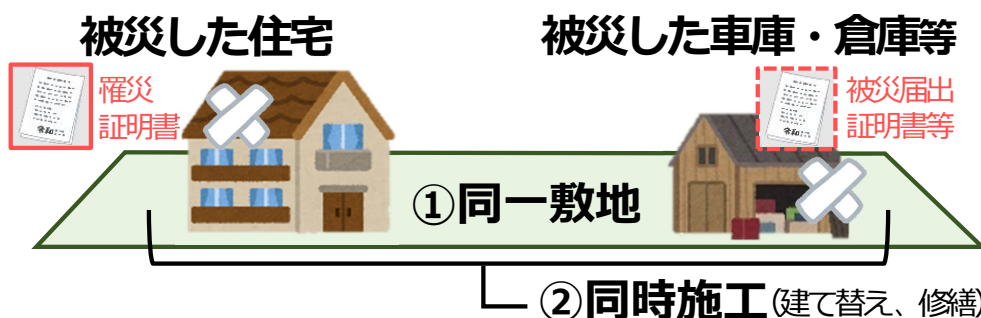 被災した住宅
被災した車庫・倉庫等
罹災
証明書
被災届出
証明書等
①同一敷地
②同時施工(建て替え、修繕)